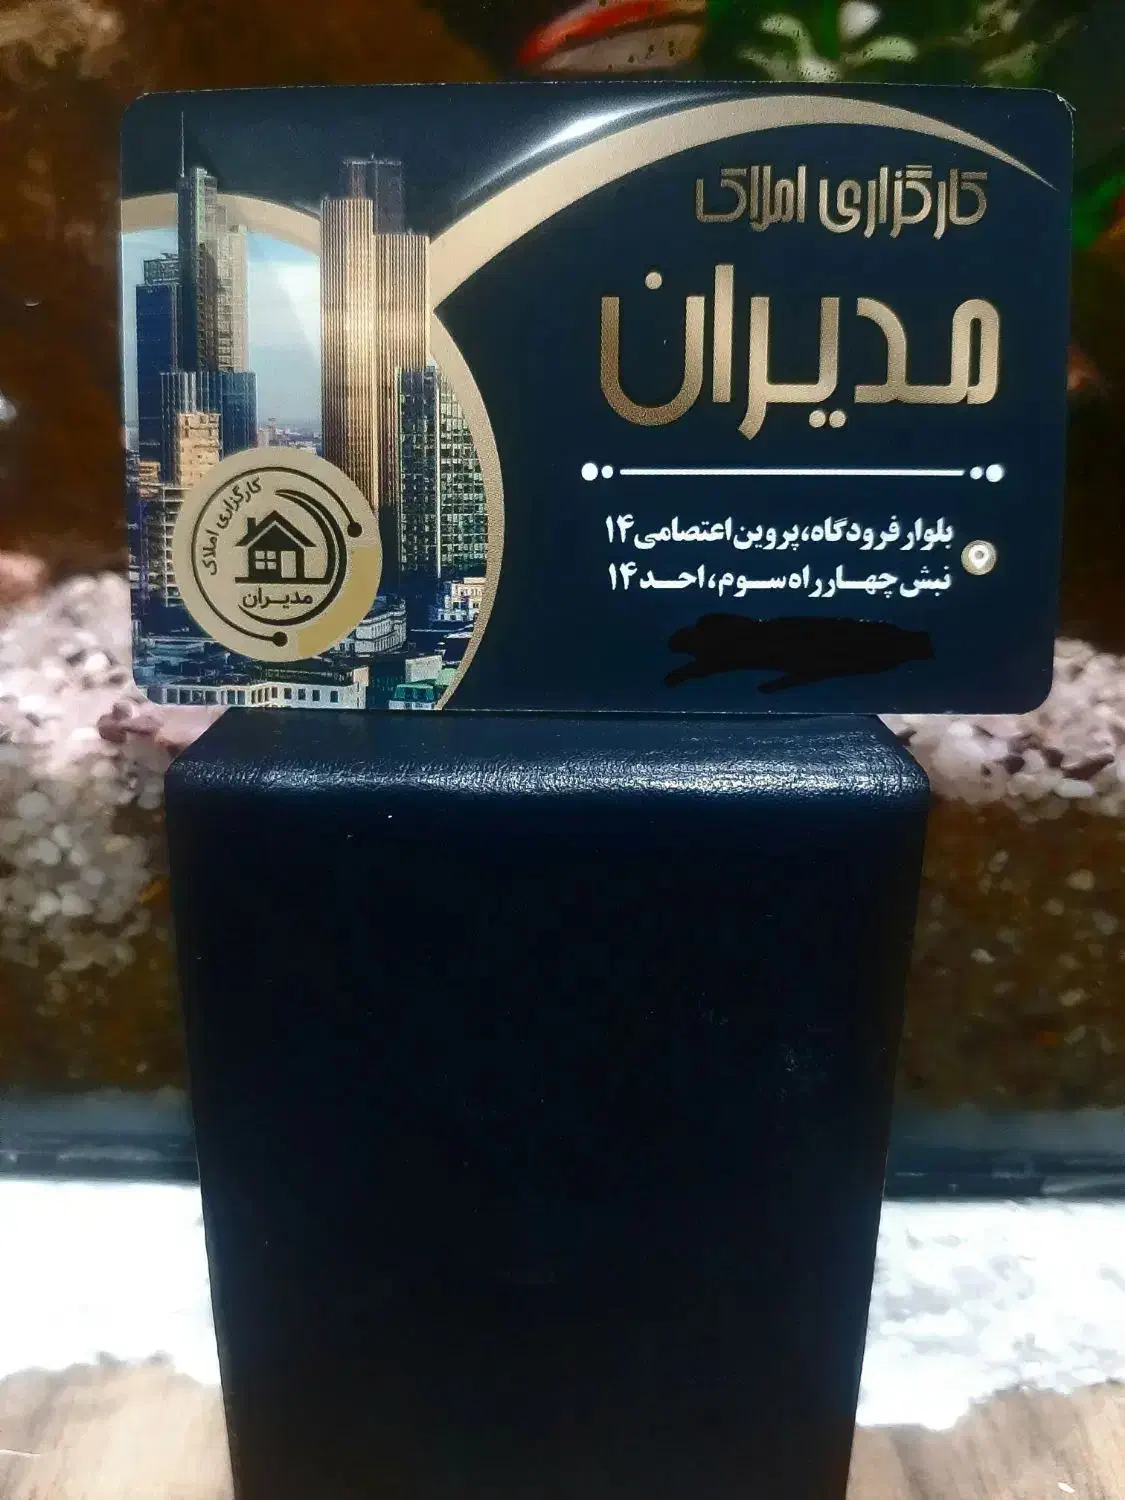 کارگزاری املاک
مدیران
بلوار فرودگاه، پروین اعتصامی ۱۴
نبش چهارراه سوم، احد ۱۴
کارگزاری املاک
مدیران